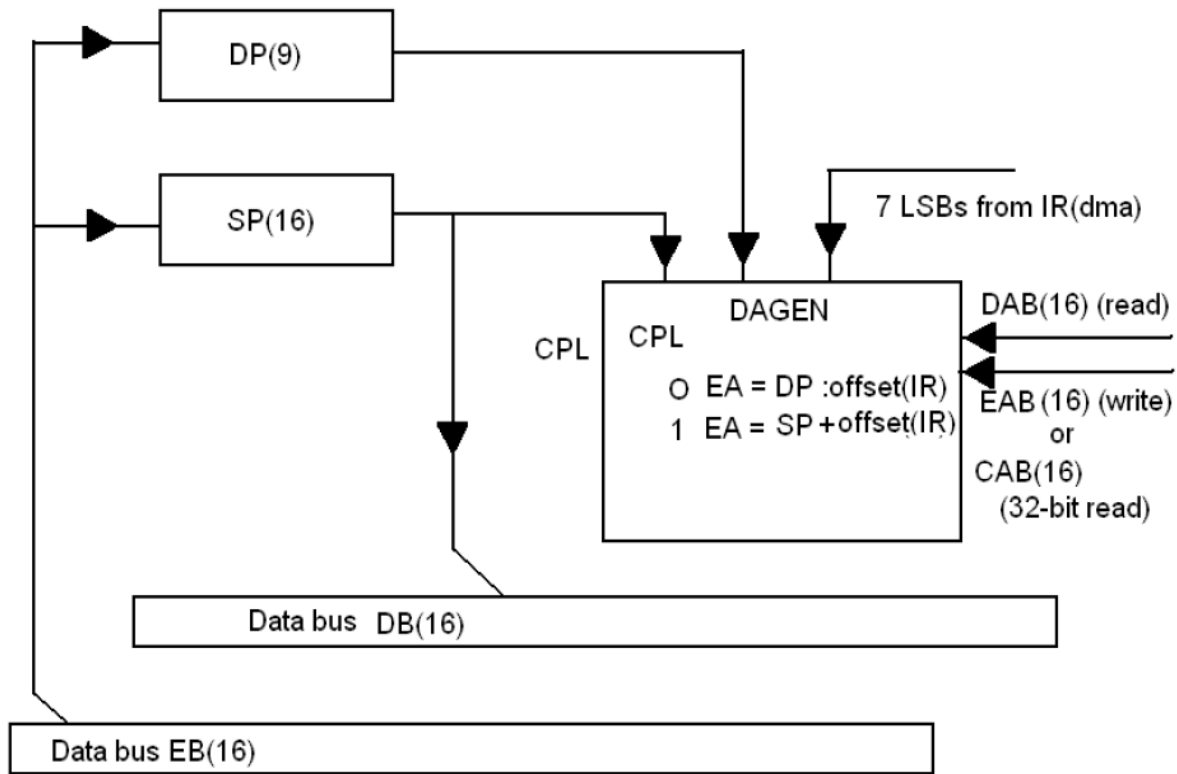 DP(9)
SP(16)
7 LSBs from IR(dma)
DAGEN
CPL
CPL
DAB(16) (read)
O EA = DP :offset(IR)
1 EA = SP +offset(IR)
EAB (16) (write)
or
CAB(16)
(32-bit read)
Data bus DB(16)
Data bus EB(16)